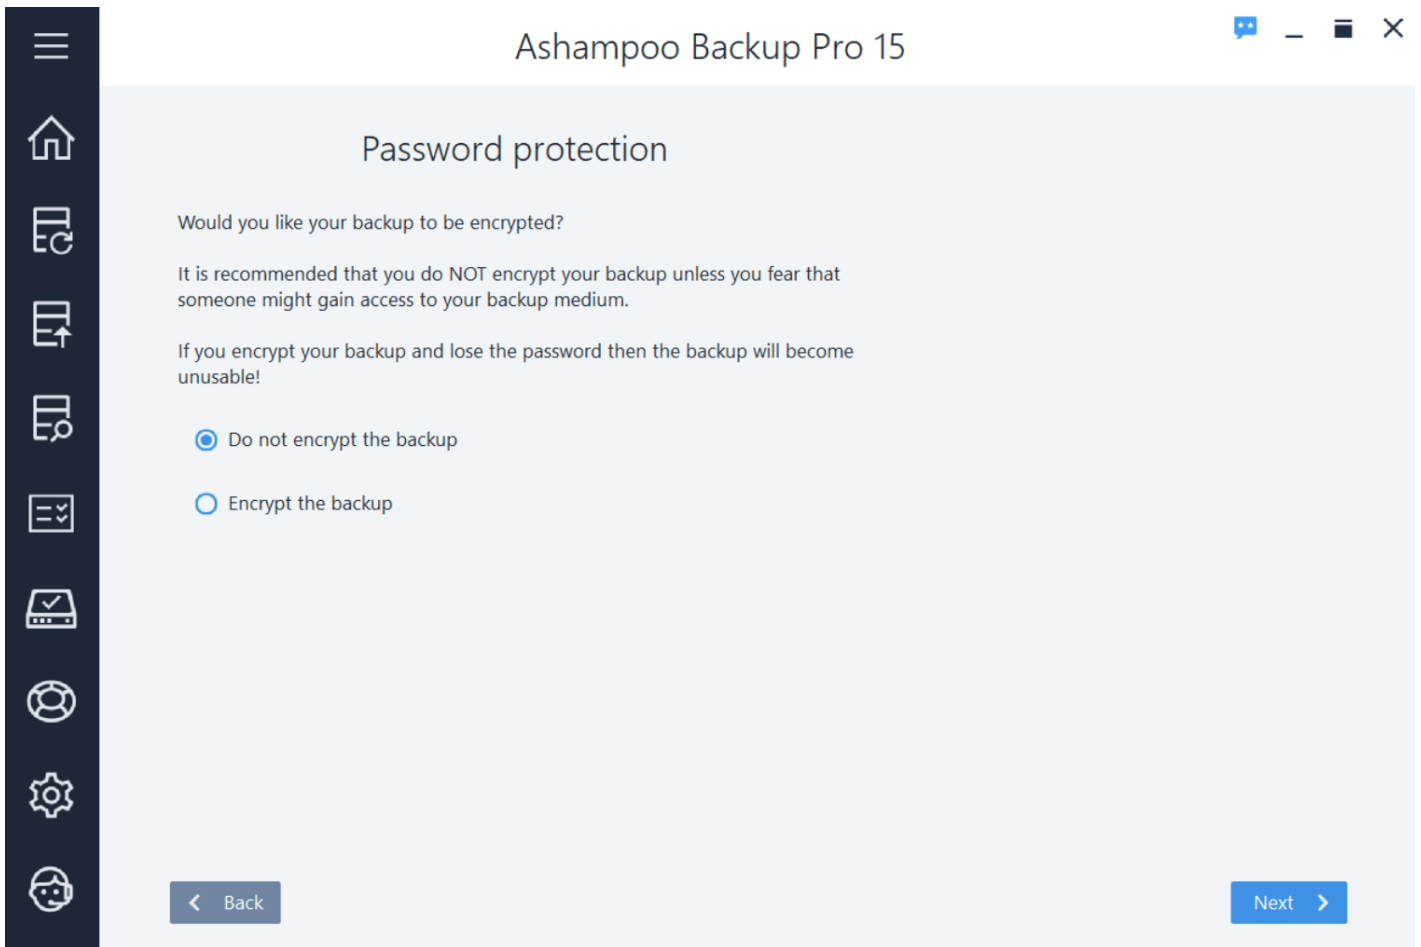 Ashampoo Backup Pro 15
Password protection
Would you like your backup to be encrypted?
It is recommended that you do NOT encrypt your backup unless you fear that
someone might gain access to your backup medium.
If you encrypt your backup and lose the password then the backup will become
unusable!
Do not encrypt the backup
Encrypt the backup
Back
Next